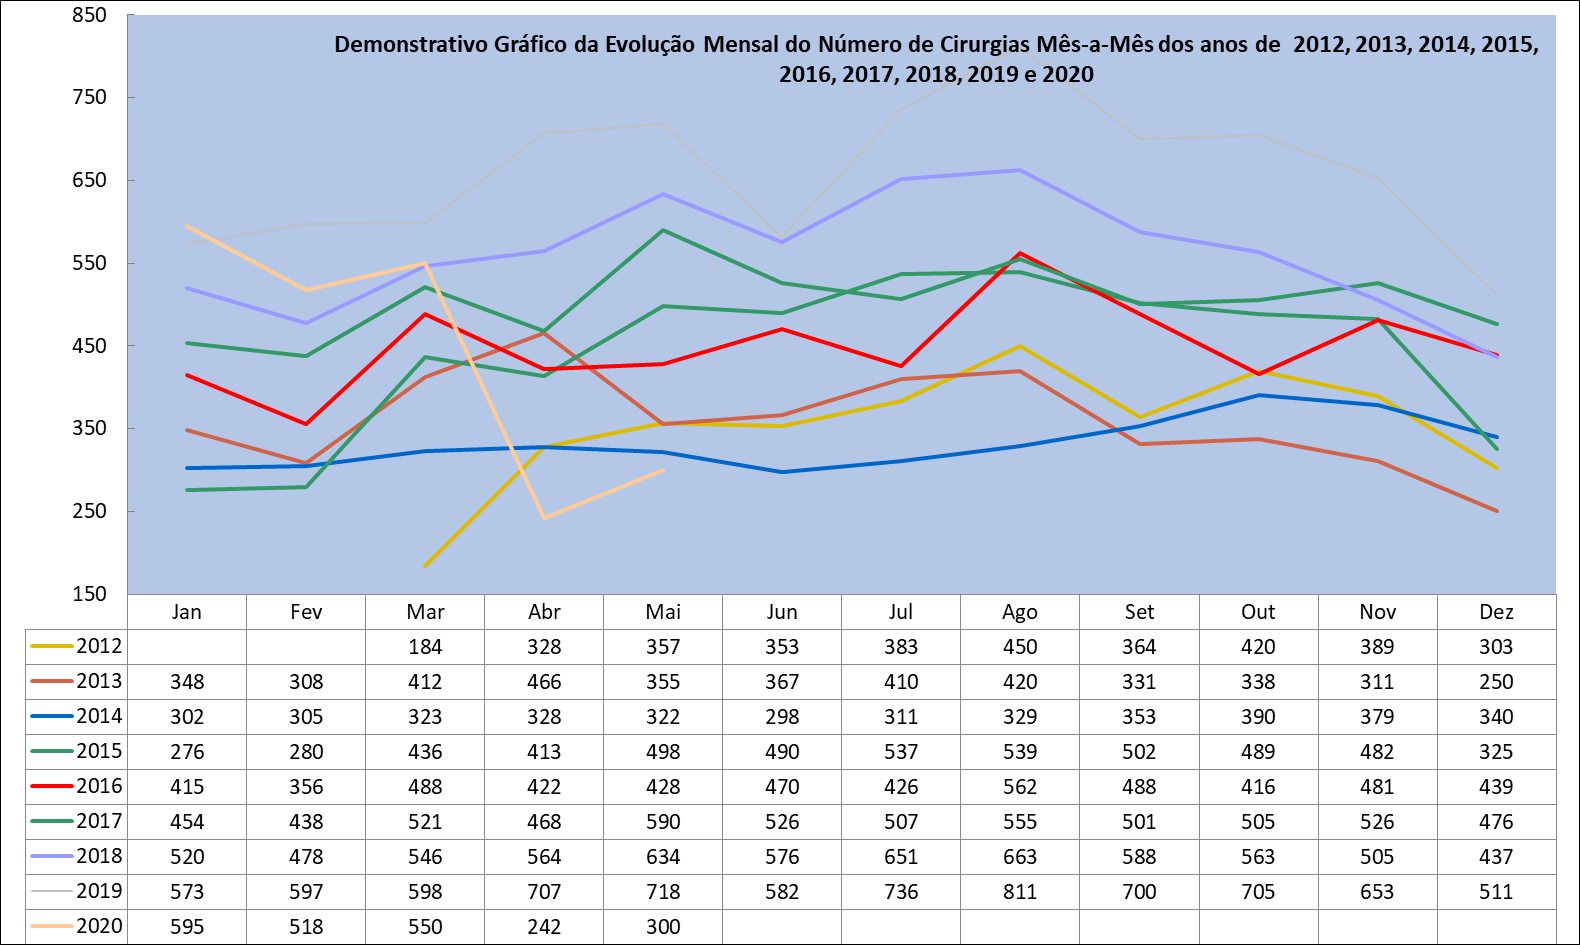 Demonstrativo Gráfico da Evolução Mensal do Número de Cirurgias Mês-a-Mês dos anos de 2012, 2013, 2014, 2015,
2016, 2017, 2018, 2019 e 2020
850
750
650
550
450
350
250
150
Jan Fev Mar Abr Mai Jun Jul Ago Set Out Nov Dez
2012 184 328 357 353 383 450 364 420 389 303
2013 348 308 412 466 355 367 410 420 331 338 311 250
2014 302 305 323 328 322 298 311 329 353 390 379 340
2015 276 280 436 413 498 490 537 539 502 489 482 325
2016 415 356 488 422 428 470 426 562 488 416 481 439
2017 454 438 521 468 590 526 507 555 501 505 526 476
2018 520 478 546 564 634 576 651 663 588 563 505 437
2019 573 597 598 707 718 582 736 811 700 705 653 511
2020 595 518 550 242 300